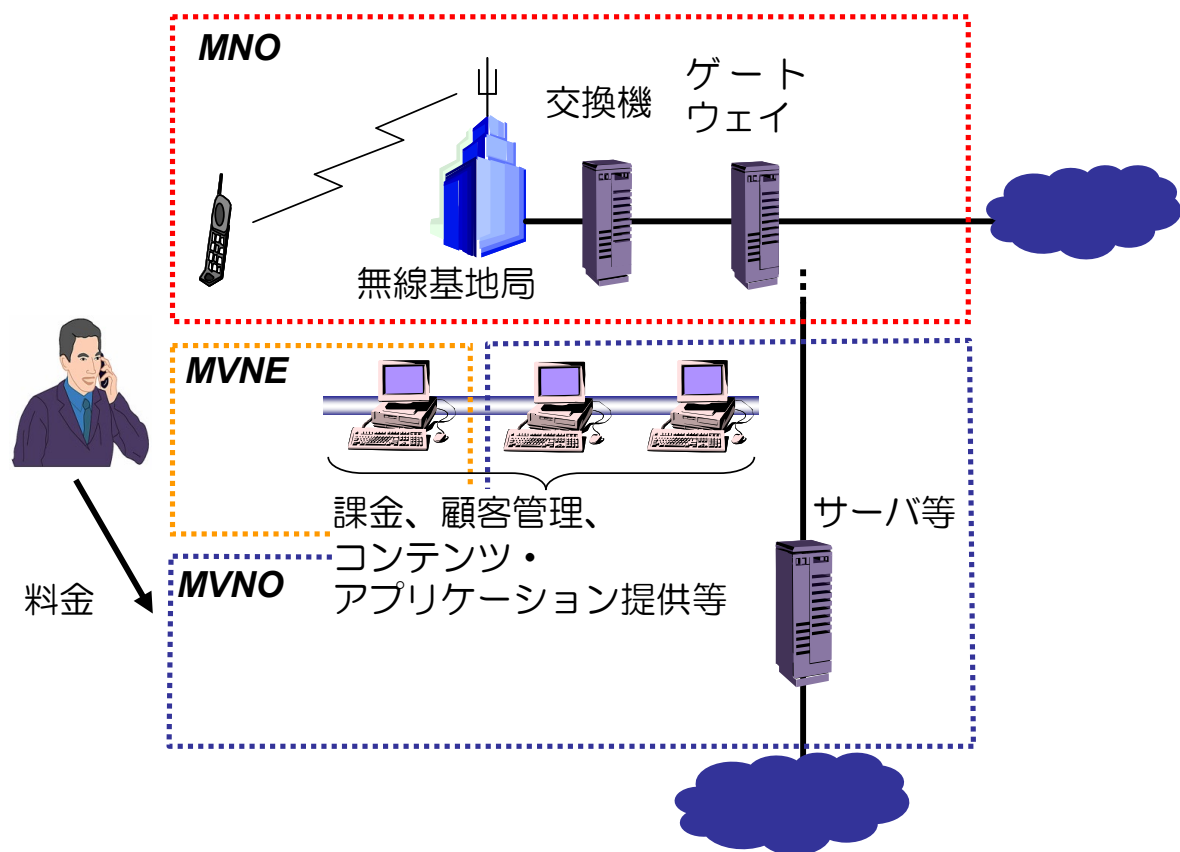 MNO
交換機
ゲート
ウェイ
無線基地局
MVNE
課金、顧客管理、
コンテンツ・
アプリケーション提供等
サーバ等
MVNO
料金